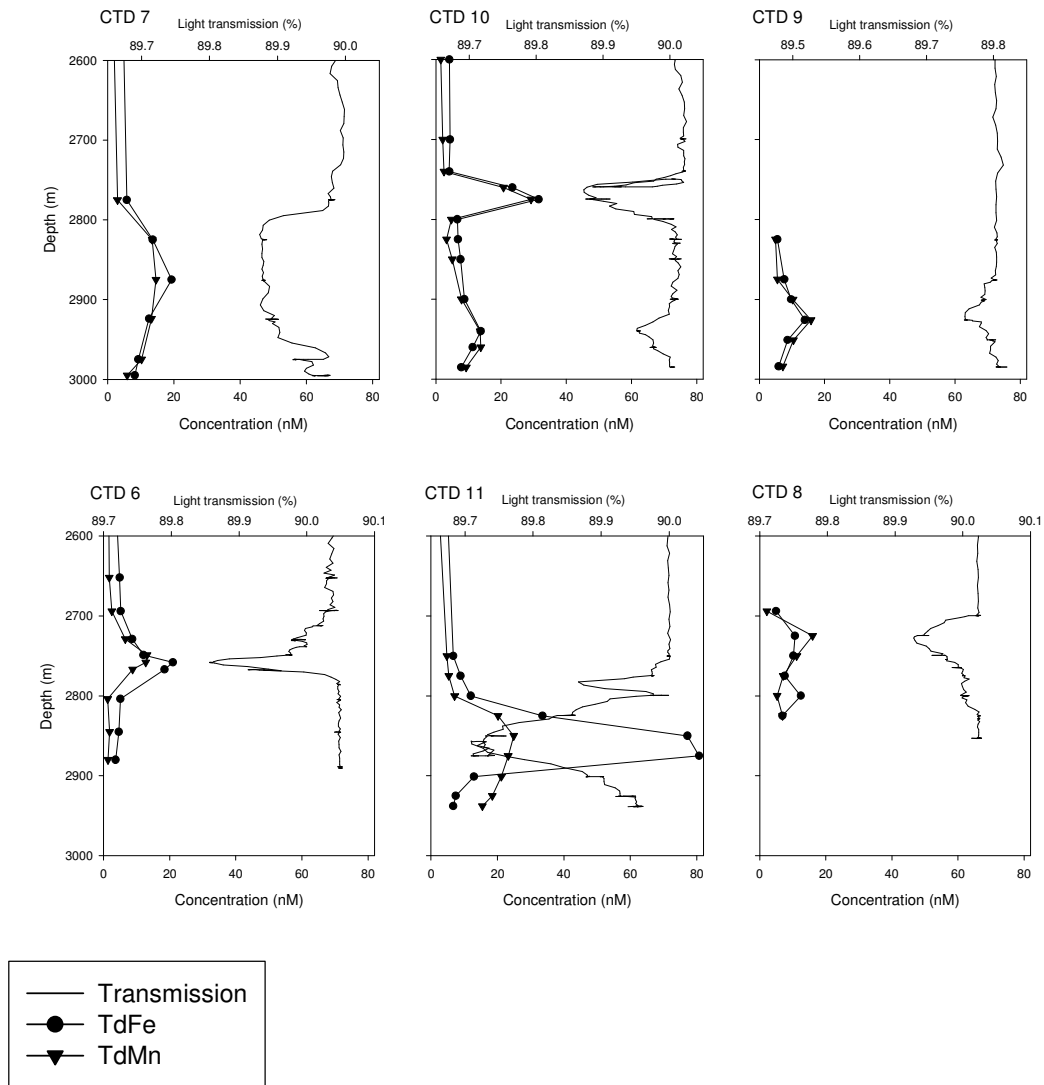 CTD 7
Light transmission (%)
89.7 89.8 89.9 90.0
CTD 10
Light transmission (%)
89.7 89.8 89.9 90.0
CTD 9
Light transmission (%)
89.5 89.6 89.7 89.8
Depth (m)
2600
2700
2800
2900
3000
0 20 40 60 80
Concentration (nM)
0 20 40 60 80
Concentration (nM)
0 20 40 60 80
Concentration (nM)
CTD 6
Light transmission (%)
89.7 89.8 89.9 90.0 90.1
CTD 11
Light transmission (%)
89.7 89.8 89.9 90.0
CTD 8
Light transmission (%)
89.7 89.8 89.9 90.0 90.1
Depth (m)
2600
2700
2800
2900
3000
0 20 40 60 80
Concentration (nM)
0 20 40 60 80
Concentration (nM)
0 20 40 60 80
Concentration (nM)
Transmission
TdFe
TdMn